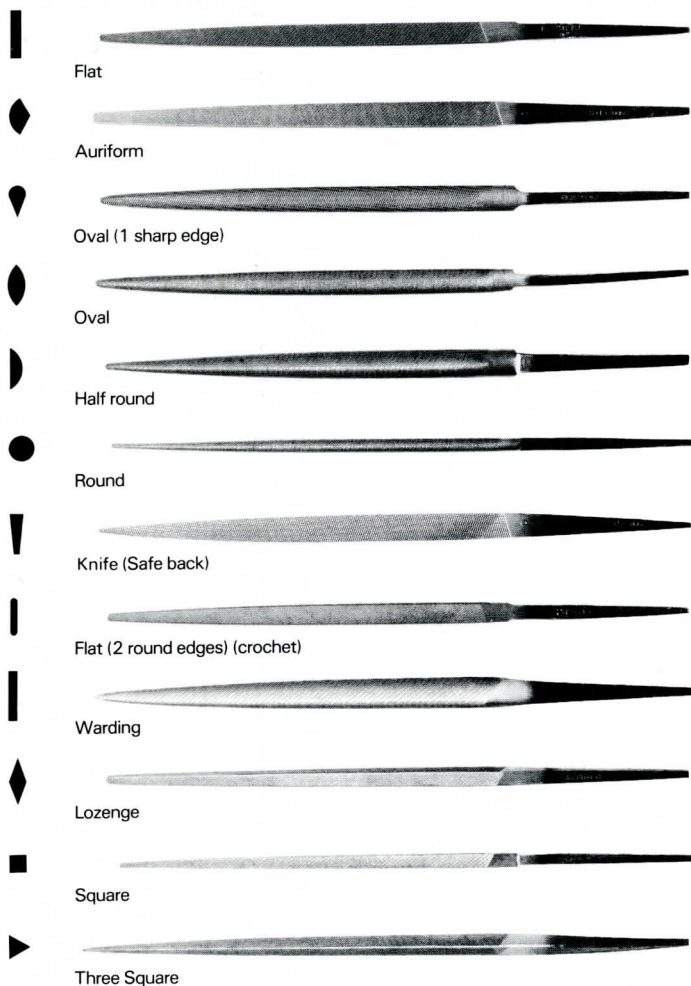 Flat
Auriform
Oval (1 sharp edge)
Oval
Half round
Round
Knife (Safe back)
Flat (2 round edges) (crochet)
Warding
Lozenge
Square
Three Square